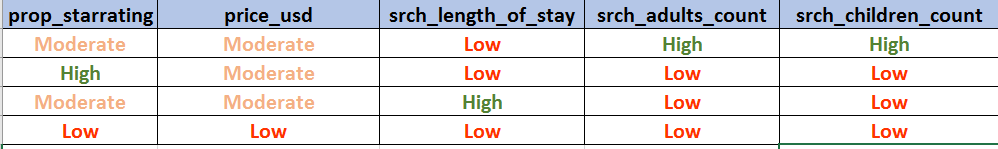 prop_starrating price_usd srch_length_of_stay srch_adults_count srch_children_count
Moderate Moderate Low High High
High Moderate Low Low Low
Moderate Moderate High Low Low
Low Low Low Low Low